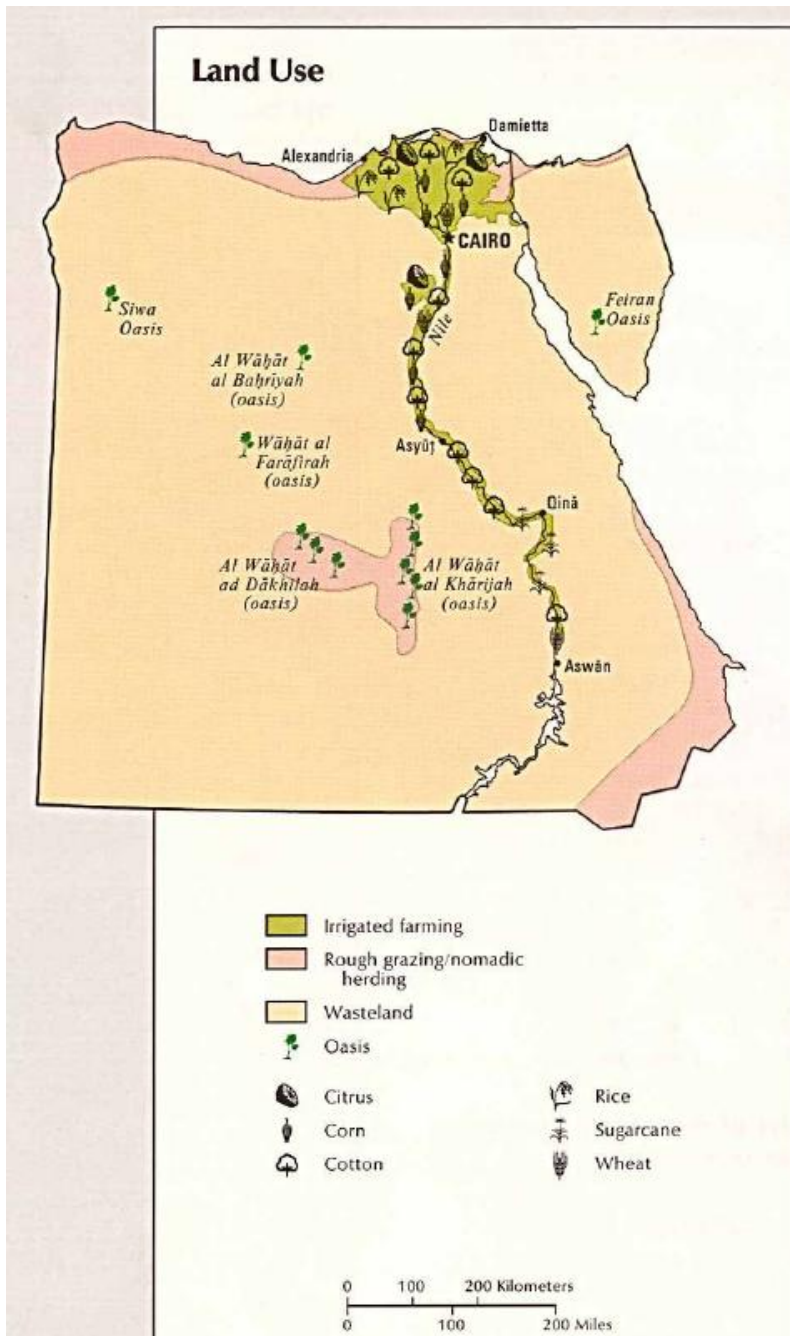 Land Use
Damietta
Alexandria
CAIRO
Siwa
Oasis
Feiran
Oasis
Nile
Al Wāḥāt
al Baḥrīyah
(oasis)
Wāḥāt al
Farāfirah
(oasis)
Asyūṭ
Qinā
Al Wāḥāt
ad Dākhilah
(oasis)
Al Wāḥāt
al Khārijah
(oasis)
Aswān
Irrigated farming
Rough grazing/nomadic
herding
Wasteland
Oasis
Citrus
Rice
Corn
Sugarcane
Cotton
Wheat
0 100 200 Kilometers
0 100 200 Miles